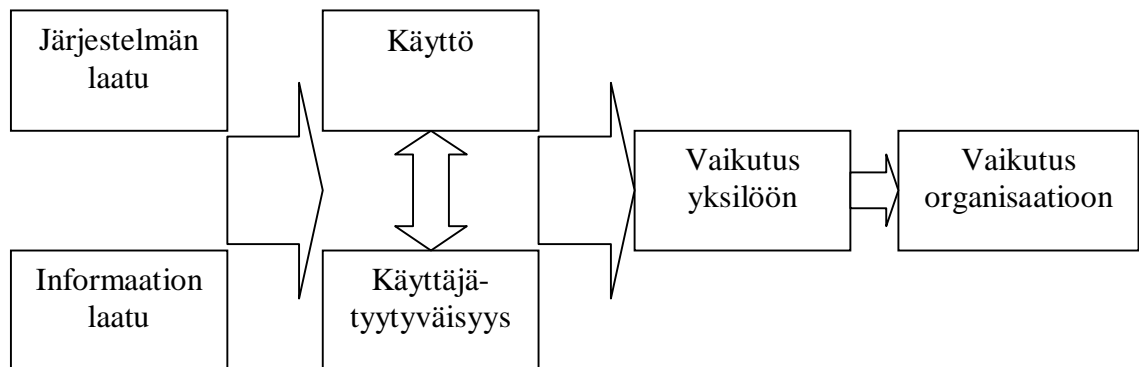 Järjestelmän
laatu
Käyttö
Vaikutus
yksilöön
Vaikutus
organisaatioon
Informaation
laatu
Käyttäjä-
tyytyväisyys